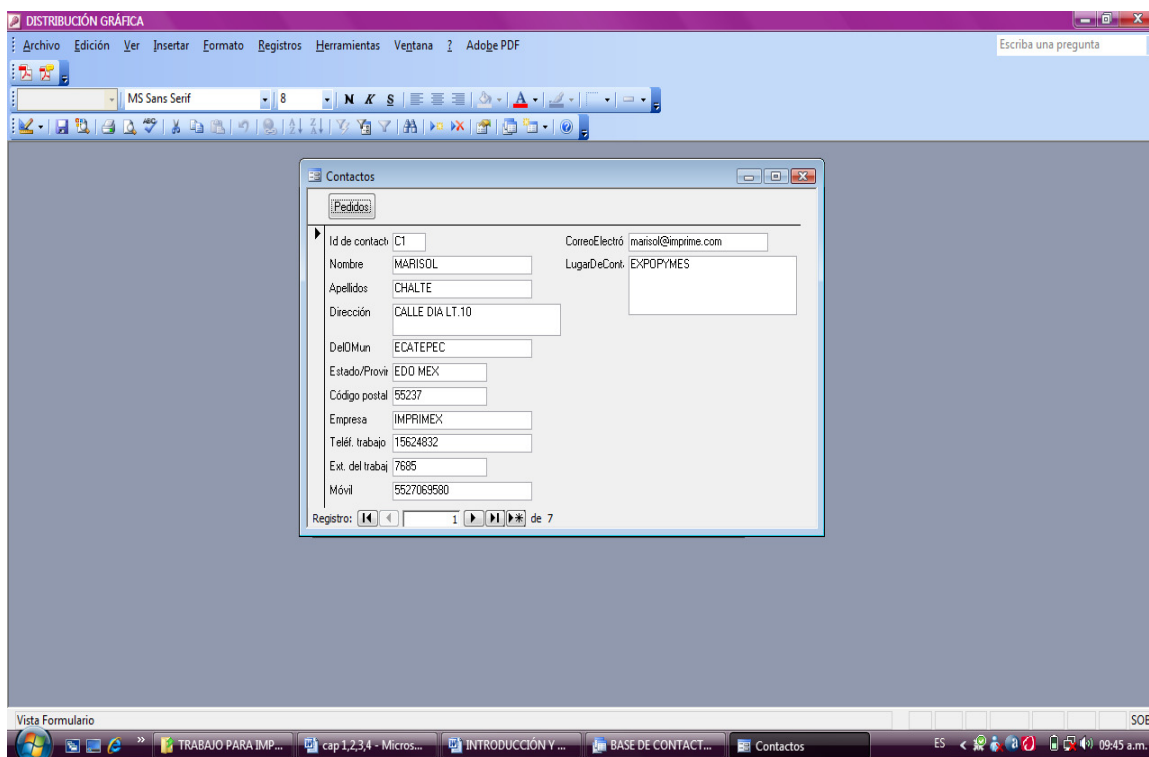 DISTRIBUCIÓN GRÁFICA
Archivo Edición Ver Insertar Formato Registros Herramientas Ventana ? Adobe PDF Escriba una pregunta
MS Sans Serif 8 N K S A
Contactos
Pedidos
Id de contacto C1 CorreoElectró marisol@imprime.com
Nombre MARISOL LugarDeCont. EXPOPYMES
Apellidos CHALTE
Dirección CALLE DIA LT.10
DelOMun ECATEPEC
Estado/Provin EDO MEX
Código postal 55237
Empresa IMPRIMEX
Teléf. trabajo 15624832
Ext. del trabaj 7685
Móvil 5527069580
Registro: 1 de 7
Vista Formulario SOB
TRABAJO PARA IMP... cap 1,2,3,4 - Micros... INTRODUCCIÓN Y ... BASE DE CONTACT... Contactos ES 09:45 a.m.